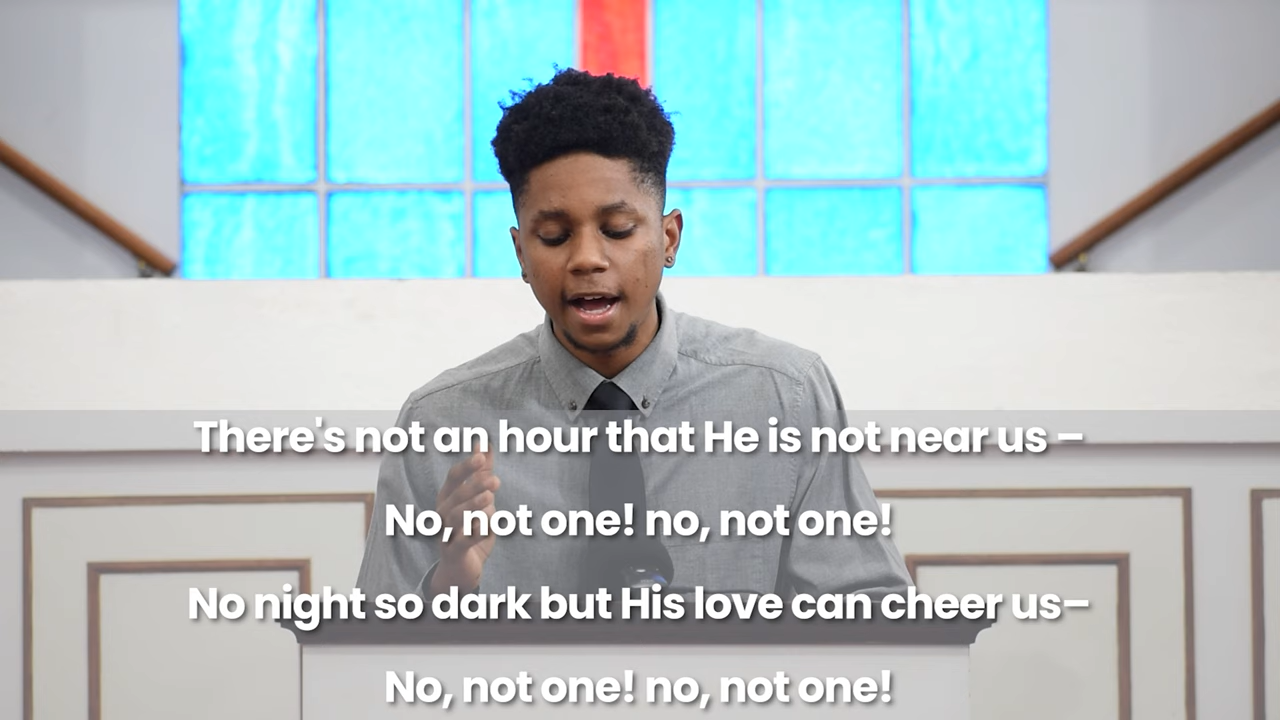 There's not an hour that He is not near us –
No, not one! no, not one!
No night so dark but His love can cheer us–
No, not one! no, not one!